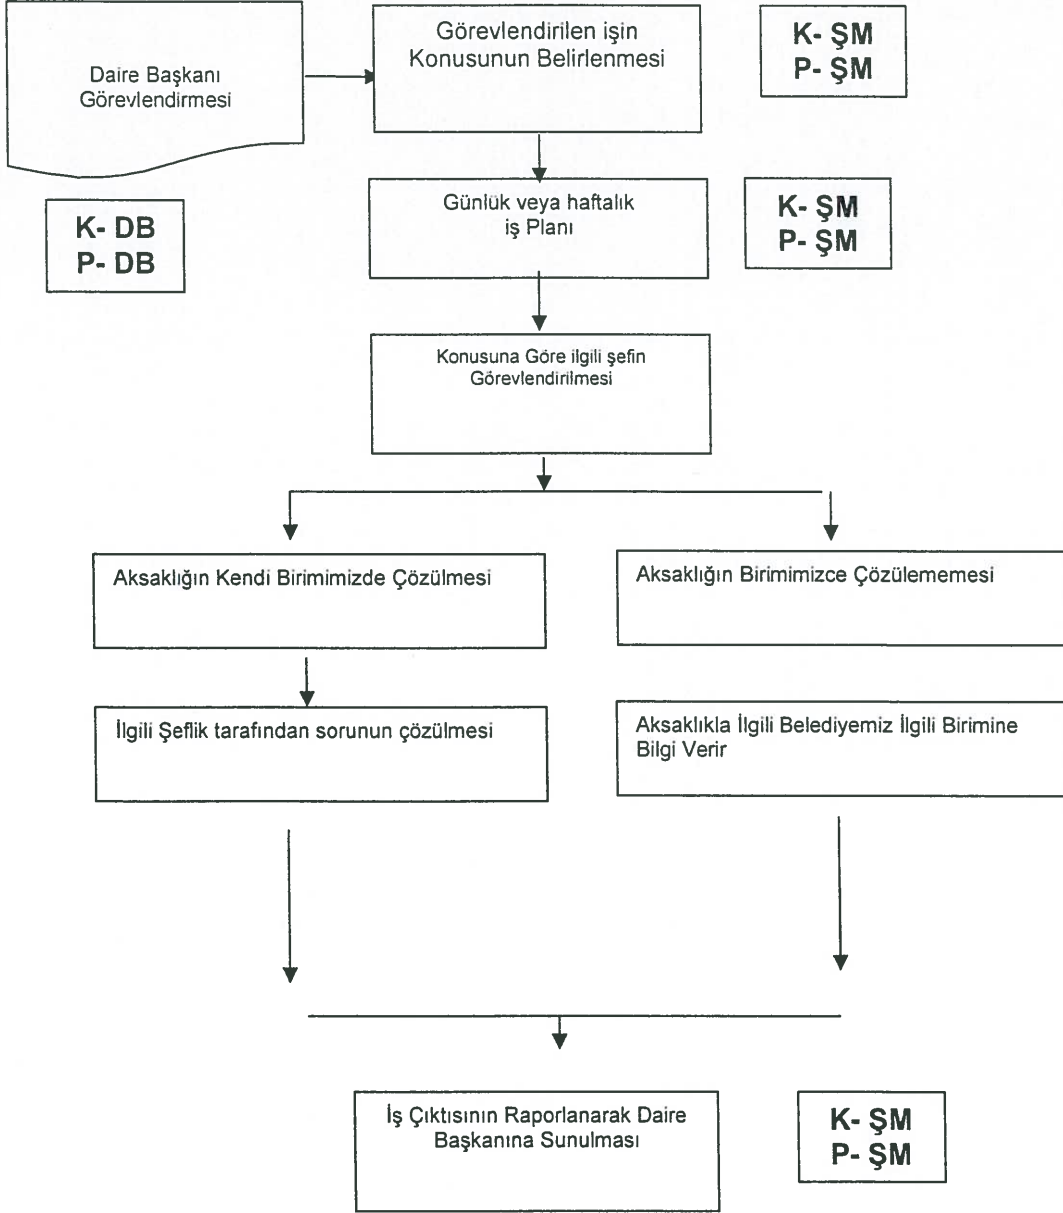 Daire Başkanı
Görevlendirmesi
Görevlendirilen işin
Konusunun Belirlenmesi
K- ŞM
P- ŞM
K- DB
P- DB
Günlük veya haftalık
iş Planı
K- ŞM
P- ŞM
Konusuna Göre ilgili şefin
Görevlendirilmesi
Aksaklığın Kendi Birimimizde Çözülmesi
Aksaklığın Birimimizce Çözülememesi
İlgili Şeflik tarafından sorunun çözülmesi
Aksaklıkla İlgili Belediyemiz İlgili Birimine
Bilgi Verir
İş Çıktısının Raporlanarak Daire
Başkanına Sunulması
K- ŞM
P- ŞM